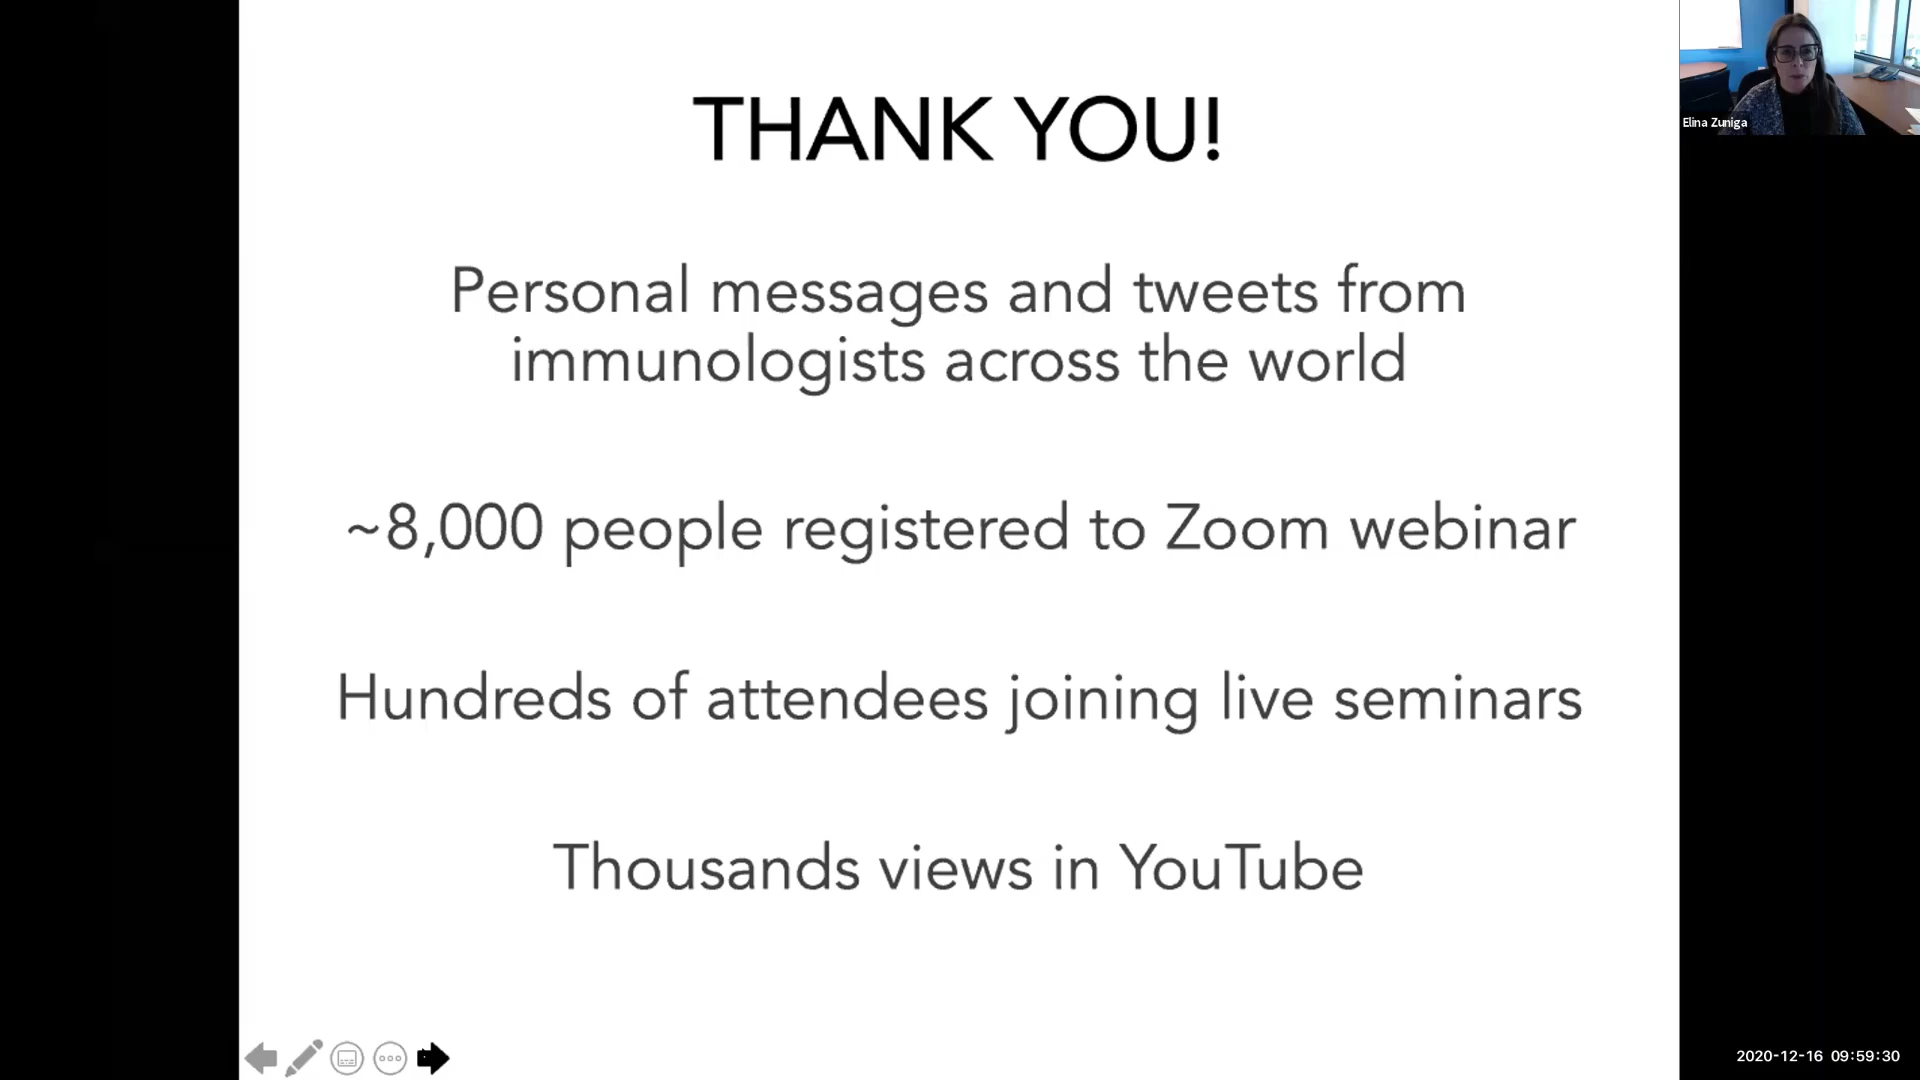 THANK YOU!
Elina Zuniga
Personal messages and tweets from
immunologists across the world
~8,000 people registered to Zoom webinar
Hundreds of attendees joining live seminars
Thousands views in YouTube
2020-12-16 09:59:30